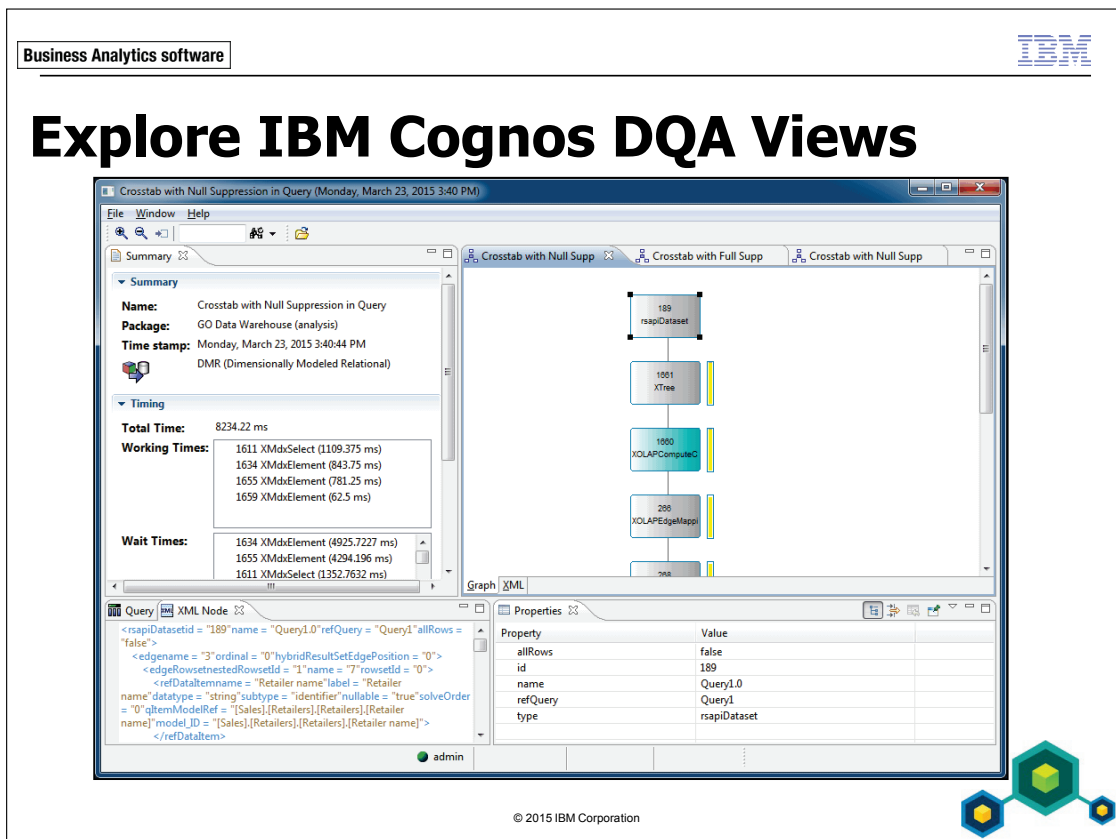 Business Analytics software
IBM
Explore IBM Cognos DQA Views
Crosstab with Null Suppression in Query (Monday, March 23, 2015 3:40 PM)
File Window Help
Summary
Summary
Name: Crosstab with Null Suppression in Query
Package: GO Data Warehouse (analysis)
Time stamp: Monday, March 23, 2015 3:40:44 PM
DMR (Dimensionally Modeled Relational)
Timing
Total Time: 8234.22 ms
Working Times:
1611 XMdxSelect (1109.375 ms)
1634 XMdxElement (843.75 ms)
1655 XMdxElement (781.25 ms)
1659 XMdxElement (62.5 ms)
Wait Times:
1634 XMdxElement (4925.7227 ms)
1655 XMdxElement (4294.196 ms)
1611 XMdxSelect (1352.7632 ms)
Crosstab with Null Supp
Crosstab with Full Supp
Crosstab with Null Supp
189
rsapiDataset
1661
XTree
1660
XOLAPComputeC
266
XOLAPEdgeMappi
268
Graph XML
Query XML Node
<rsapiDatasetid = "189"name = "Query1.0"refQuery = "Query1"allRows =
"false">
<edgename = "3"ordinal = "0"hybridResultSetEdgePosition = "0">
<edgeRowsetnestedRowsetId = "1"name = "7"rowsetId = "0">
<refDataItemname = "Retailer name"label = "Retailer
name"datatype = "string"subtype = "identifier"nullable = "true"solveOrder
= "0"qItemModelRef = "[Sales].[Retailers].[Retailers].[Retailer
name]"model_ID = "[Sales].[Retailers].[Retailers].[Retailer name]">
</refDataItem>
Properties
Property Value
allRows false
id 189
name Query1.0
refQuery Query1
type rsapiDataset
admin
© 2015 IBM Corporation